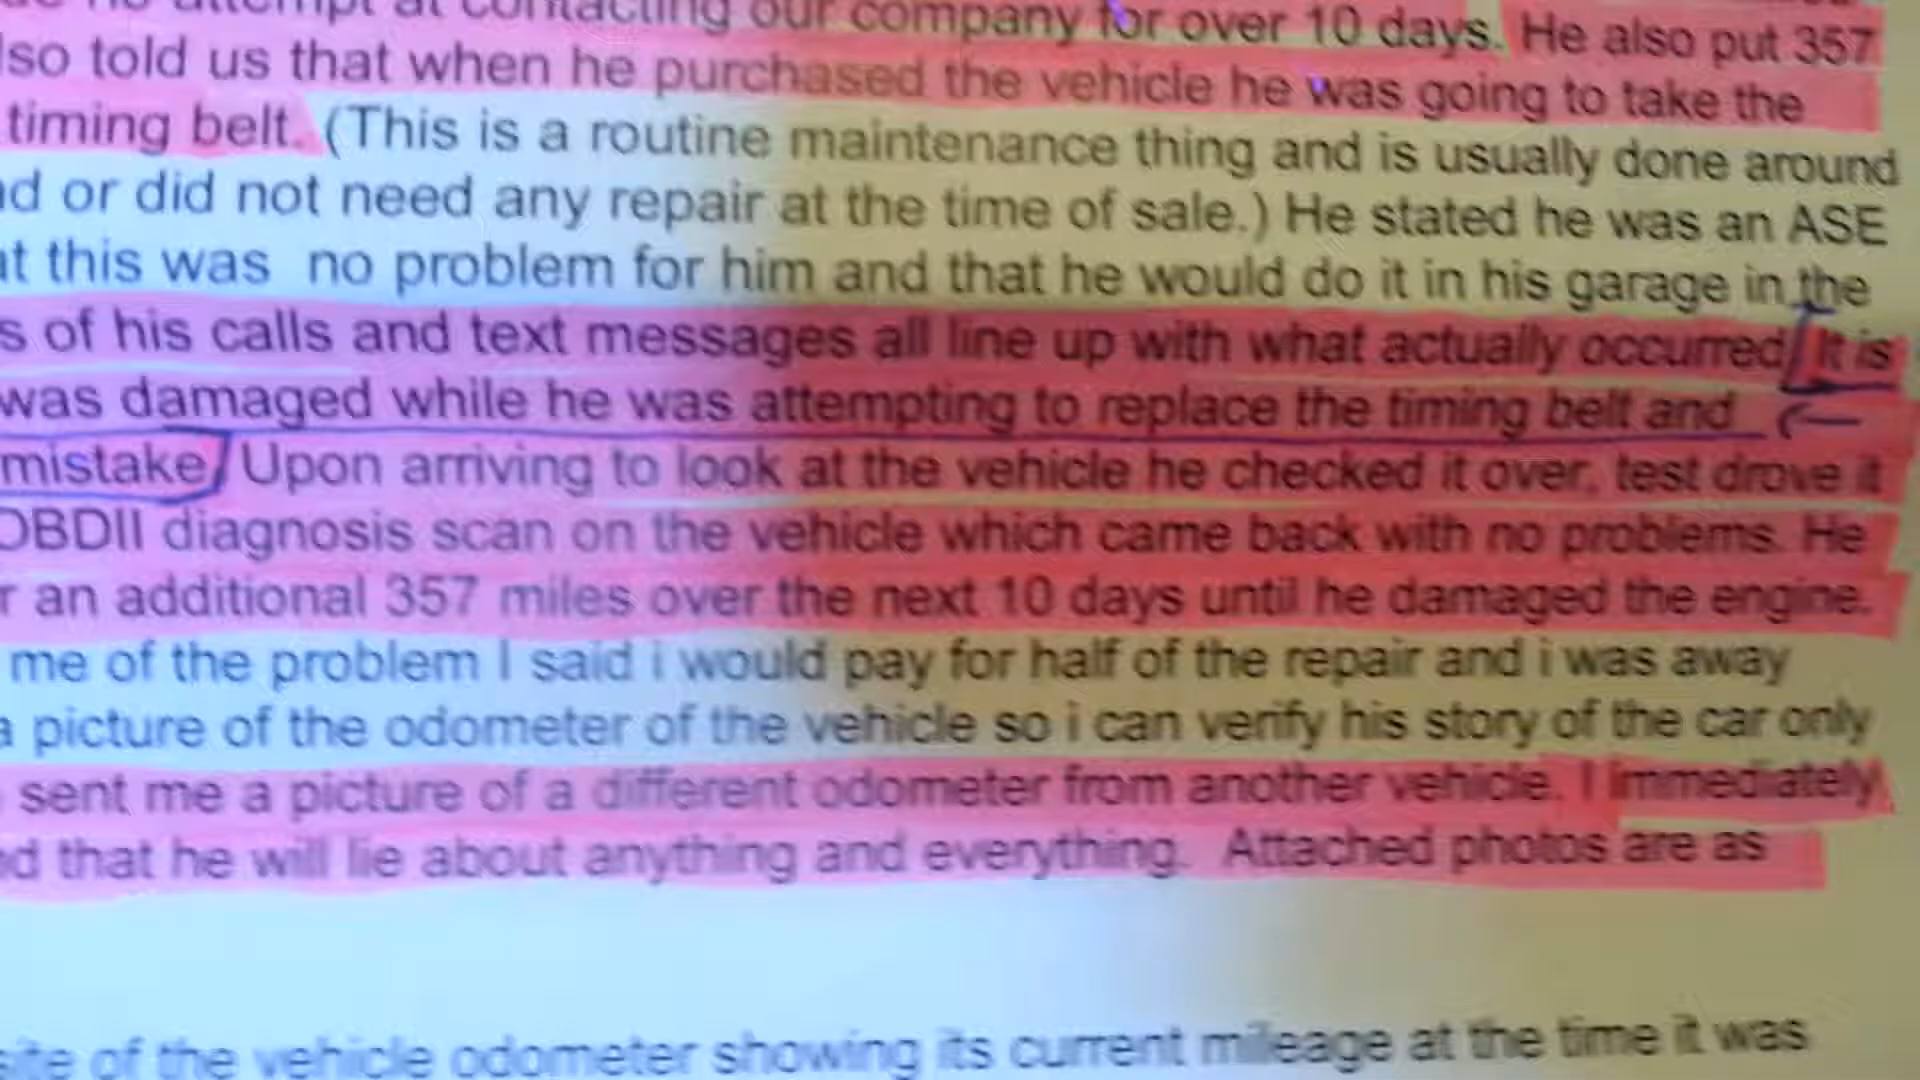 no attempt at contacting our company for over 10 days. He also put 357
lso told us that when he purchased the vehicle he was going to take the
timing belt. (This is a routine maintenance thing and is usually done around
d or did not need any repair at the time of sale.) He stated he was an ASE
at this was no problem for him and that he would do it in his garage in the
s of his calls and text messages all line up with what actually occurred. It is
was damaged while he was attempting to replace the timing belt and
mistake. Upon arriving to look at the vehicle he checked it over, test drove it
OBDII diagnosis scan on the vehicle which came back with no problems. He
r an additional 357 miles over the next 10 days until he damaged the engine.
me of the problem I said i would pay for half of the repair and i was away
a picture of the odometer of the vehicle so i can verify his story of the car only
sent me a picture of a different odometer from another vehicle. I immediately
d that he will lie about anything and everything. Attached photos are as
site of the vehicle odometer showing its current mileage at the time it was